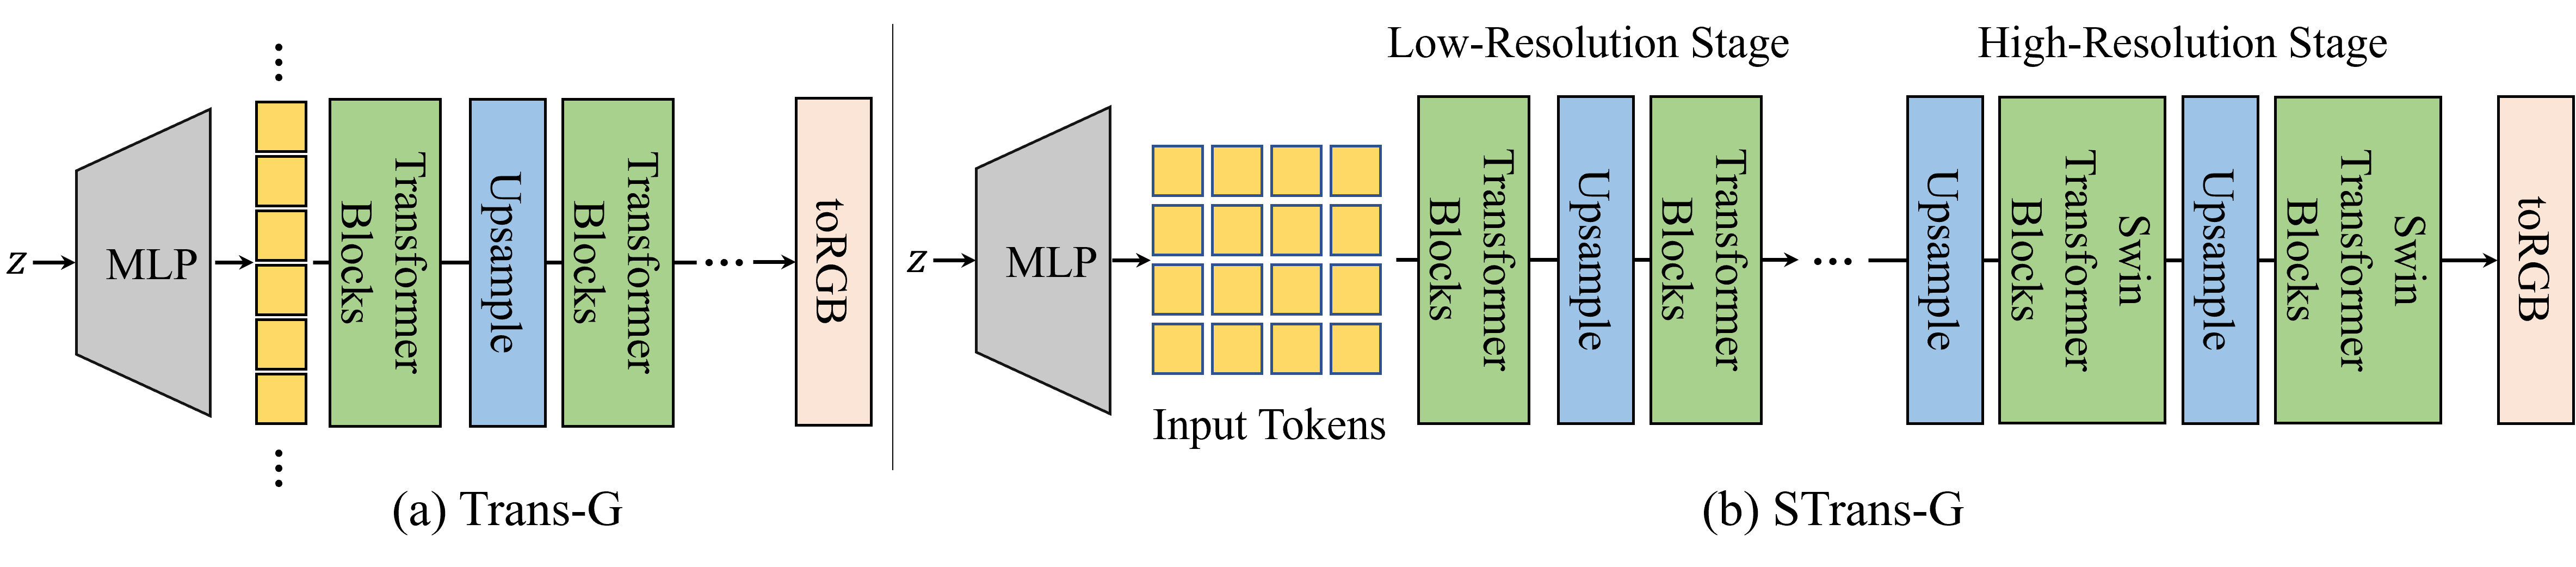 z
MLP
Transformer
Blocks
Upsample
Transformer
Blocks
...
toRGB
(a) Trans-G
Low-Resolution Stage
High-Resolution Stage
z
MLP
Input Tokens
Transformer
Blocks
Upsample
Transformer
Blocks
...
Upsample
Swin
Transformer
Blocks
Upsample
Swin
Transformer
Blocks
toRGB
(b) STrans-G